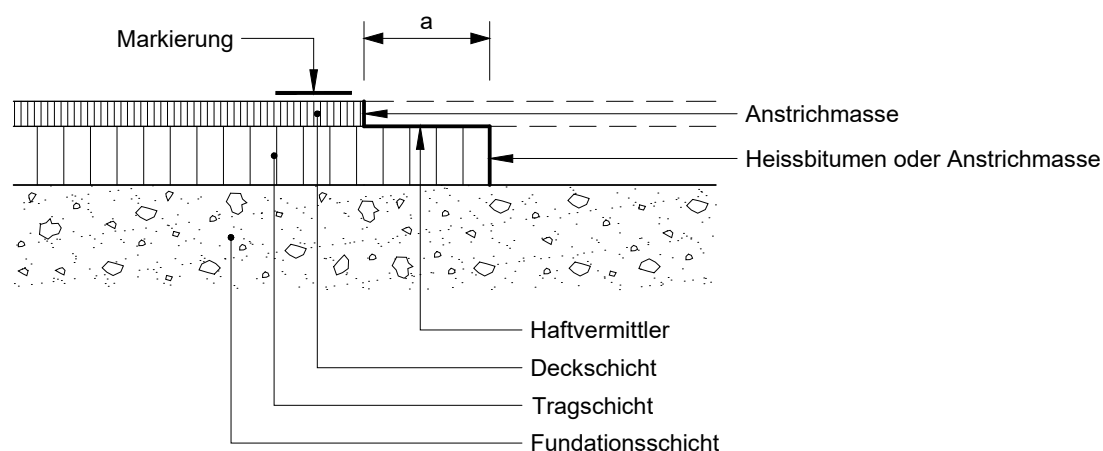 a
Markierung
Anstrichmasse
Heissbitumen oder Anstrichmasse
Haftvermittler
Deckschicht
Tragschicht
Fundationsschicht